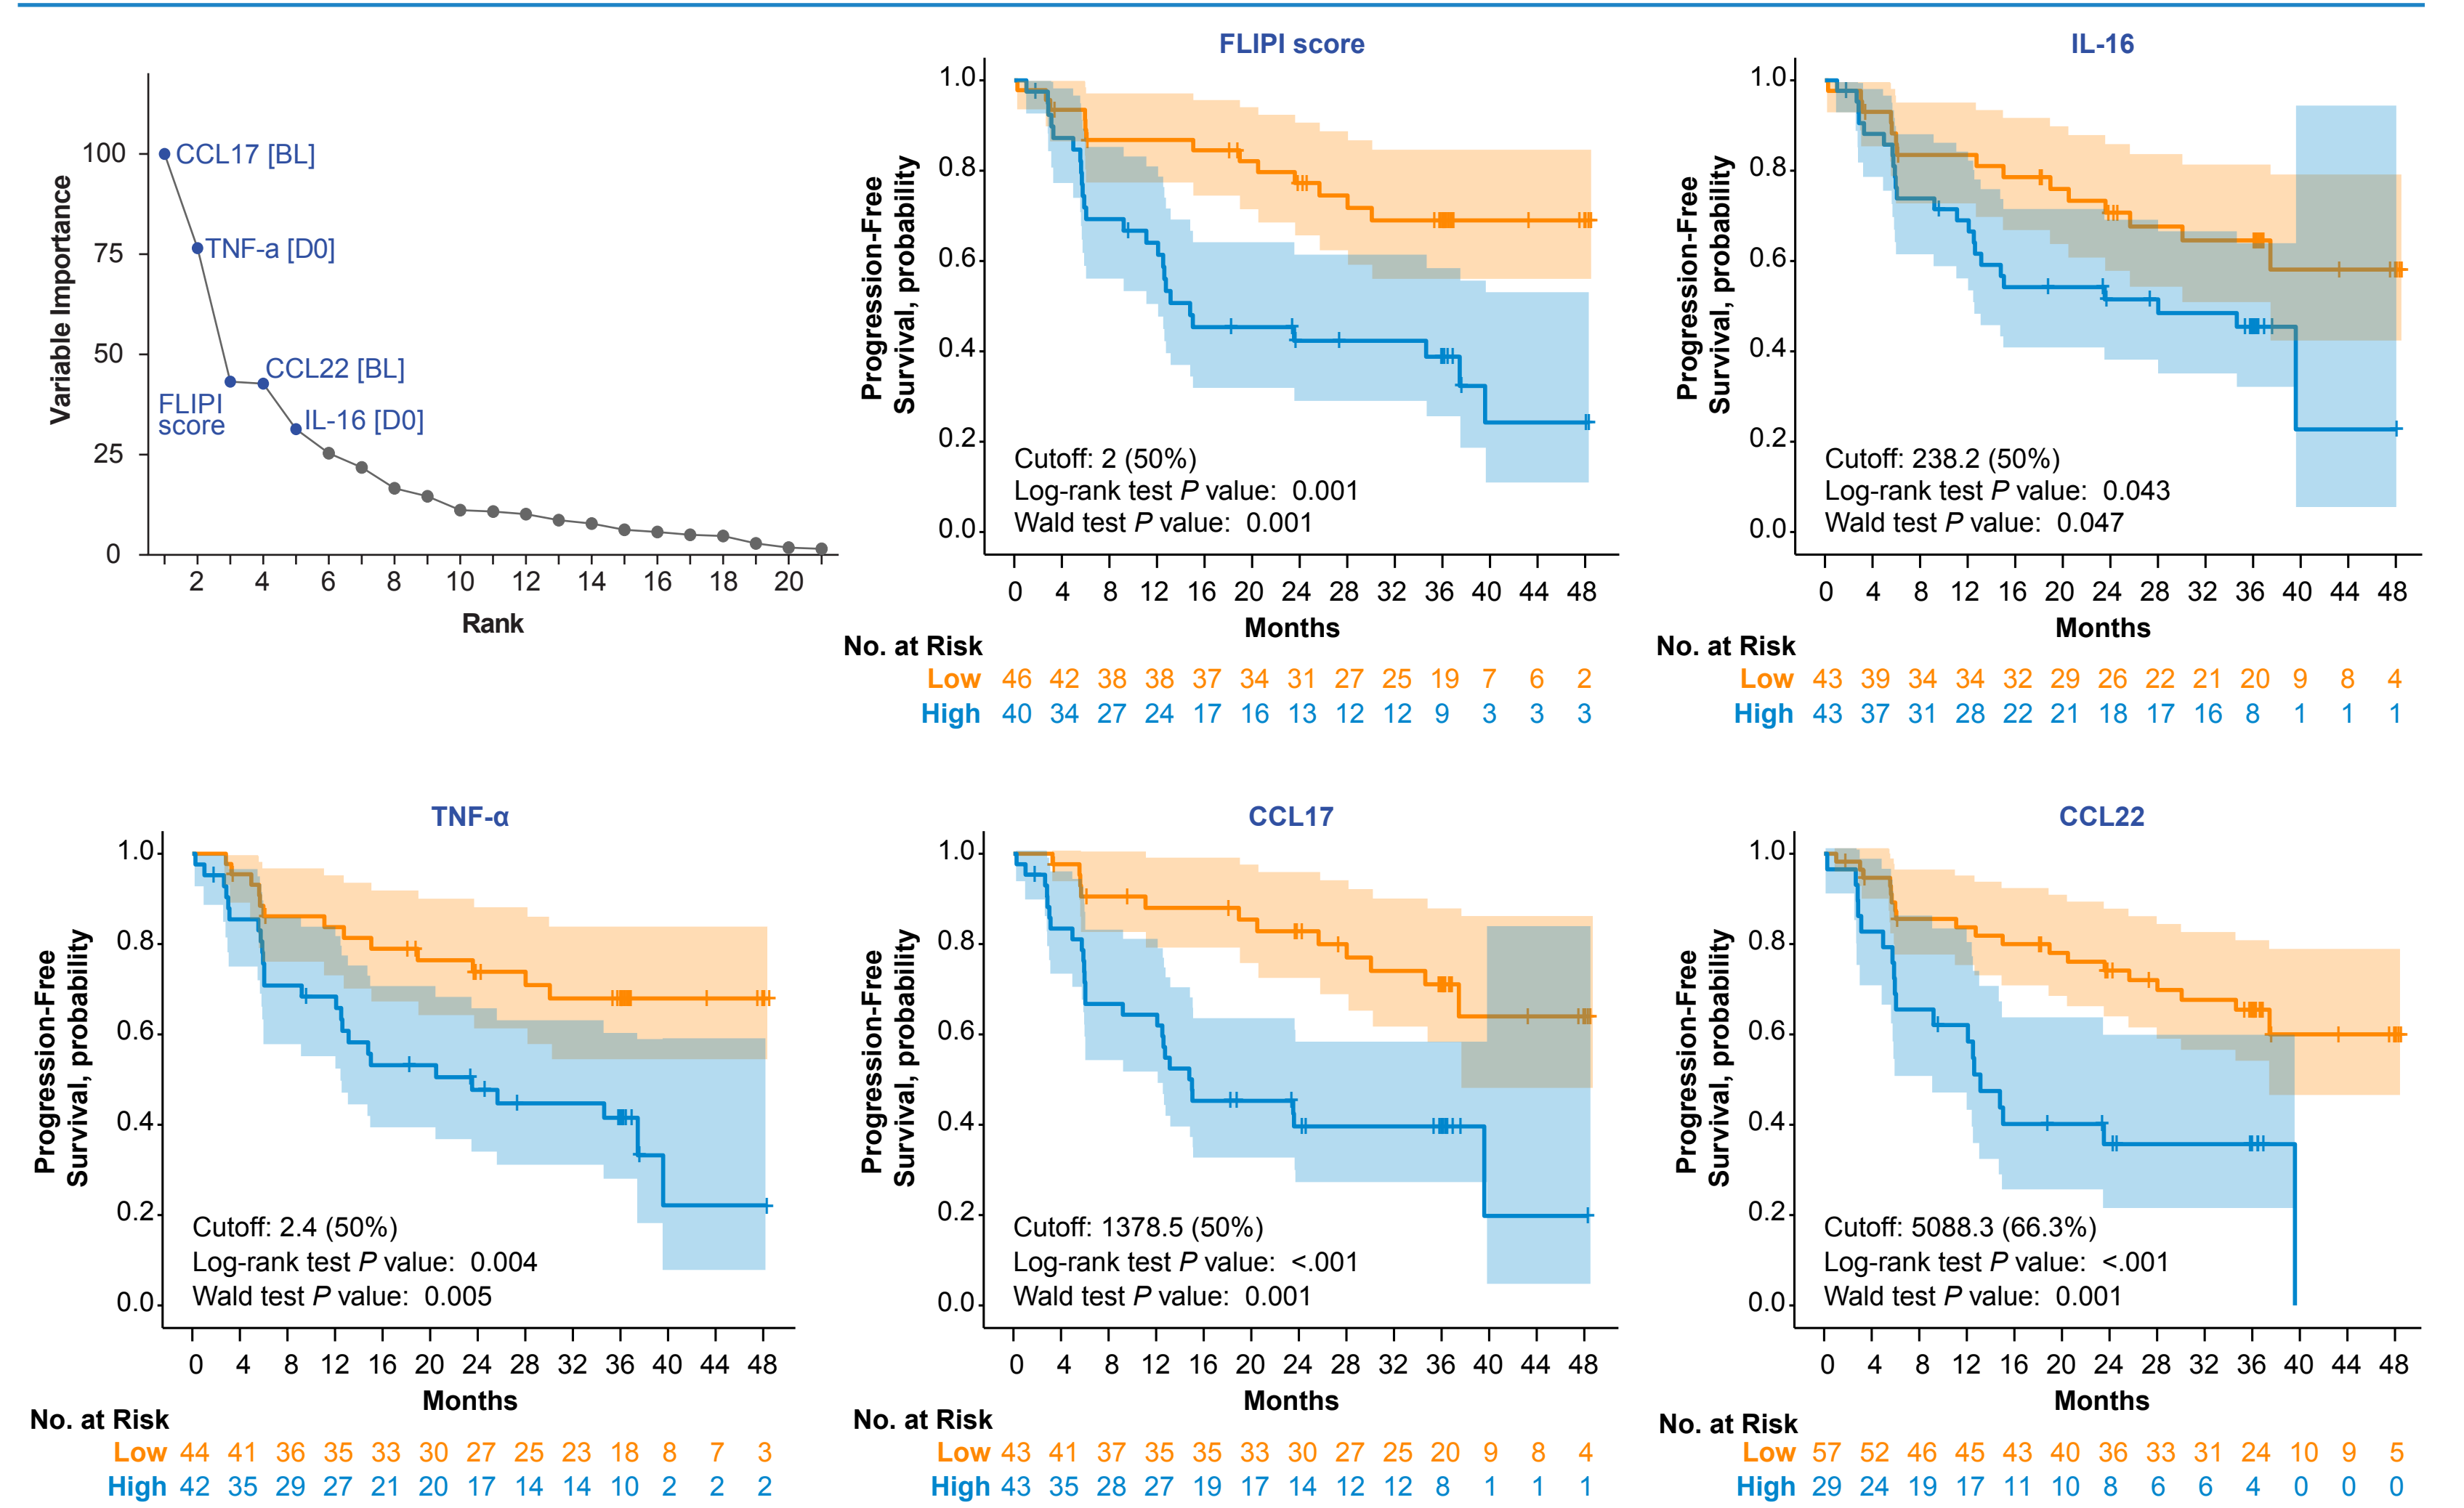 Variable Importance
100
75
50
25
0
CCL17 [BL]
TNF-a [D0]
FLIPI
score
CCL22 [BL]
IL-16 [D0]
2 4 6 8 10 12 14 16 18 20
Rank
FLIPI score
Progression-Free
Survival, probability
1.0
0.8
0.6
0.4
0.2
0.0
Cutoff: 2 (50%)
Log-rank test P value: 0.001
Wald test P value: 0.001
0 4 8 12 16 20 24 28 32 36 40 44 48
Months
No. at Risk
Low 46 42 38 38 37 34 31 27 25 19 7 6 2
High 40 34 27 24 17 16 13 12 12 9 3 3 3
IL-16
Progression-Free
Survival, probability
1.0
0.8
0.6
0.4
0.2
0.0
Cutoff: 238.2 (50%)
Log-rank test P value: 0.043
Wald test P value: 0.047
0 4 8 12 16 20 24 28 32 36 40 44 48
Months
No. at Risk
Low 43 39 34 34 32 29 26 22 21 20 9 8 4
High 43 37 31 28 22 21 18 17 16 8 1 1 1
TNF-α
Progression-Free
Survival, probability
1.0
0.8
0.6
0.4
0.2
0.0
Cutoff: 2.4 (50%)
Log-rank test P value: 0.004
Wald test P value: 0.005
0 4 8 12 16 20 24 28 32 36 40 44 48
Months
No. at Risk
Low 44 41 36 35 33 30 27 25 23 18 8 7 3
High 42 35 29 27 21 20 17 14 14 10 2 2 2
CCL17
Progression-Free
Survival, probability
1.0
0.8
0.6
0.4
0.2
0.0
Cutoff: 1378.5 (50%)
Log-rank test P value: <.001
Wald test P value: 0.001
0 4 8 12 16 20 24 28 32 36 40 44 48
Months
No. at Risk
Low 43 41 37 35 35 33 30 27 25 20 9 8 4
High 43 35 28 27 19 17 14 12 12 8 1 1 1
CCL22
Progression-Free
Survival, probability
1.0
0.8
0.6
0.4
0.2
0.0
Cutoff: 5088.3 (66.3%)
Log-rank test P value: <.001
Wald test P value: 0.001
0 4 8 12 16 20 24 28 32 36 40 44 48
Months
No. at Risk
Low 57 52 46 45 43 40 36 33 31 24 10 9 5
High 29 24 19 17 11 10 8 6 6 4 0 0 0